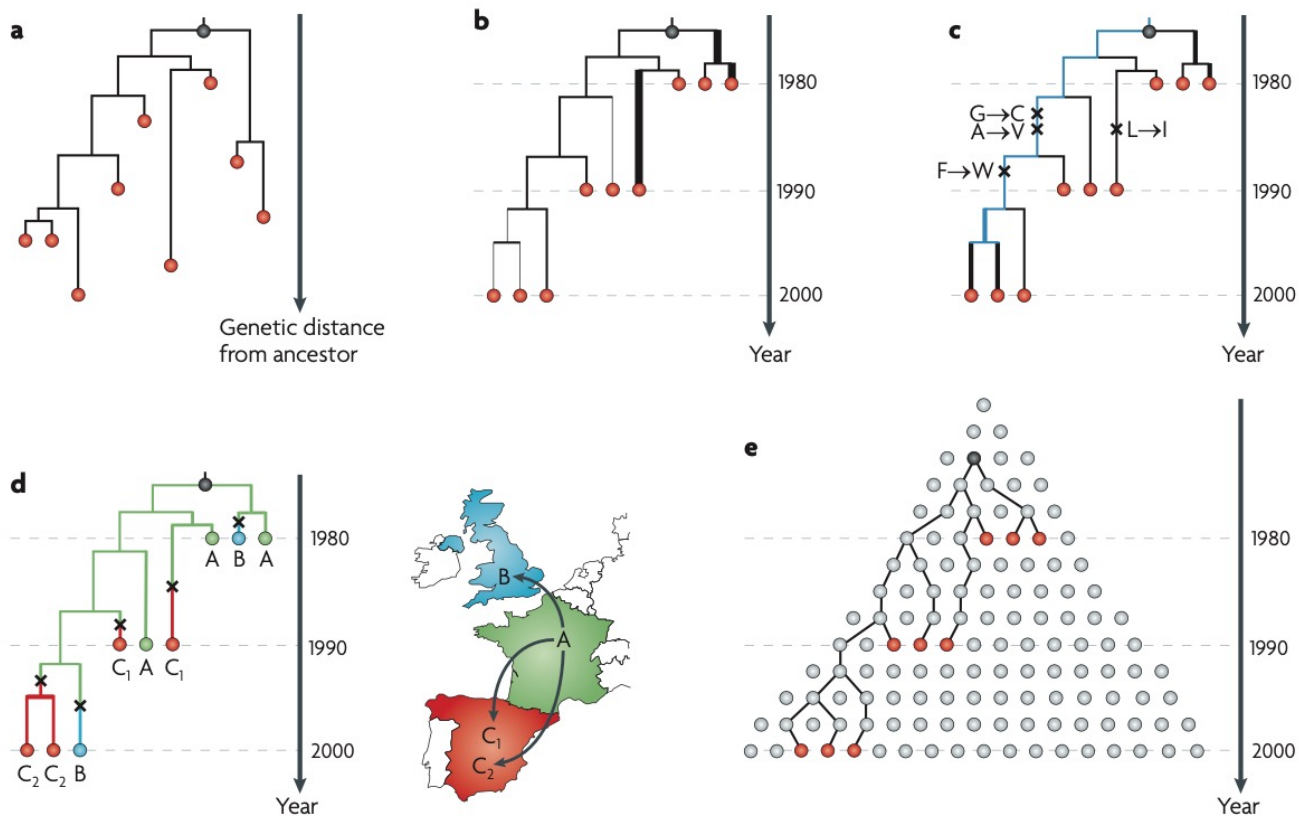 a
Genetic distance
from ancestor
b
1980
1990
2000
Year
c
G→C
A→V
L→I
F→W
1980
1990
2000
Year
d
A B A
1980
C₁ A C₁
1990
C₂ C₂ B
2000
Year
B
A
C₁
C₂
e
1980
1990
2000
Year